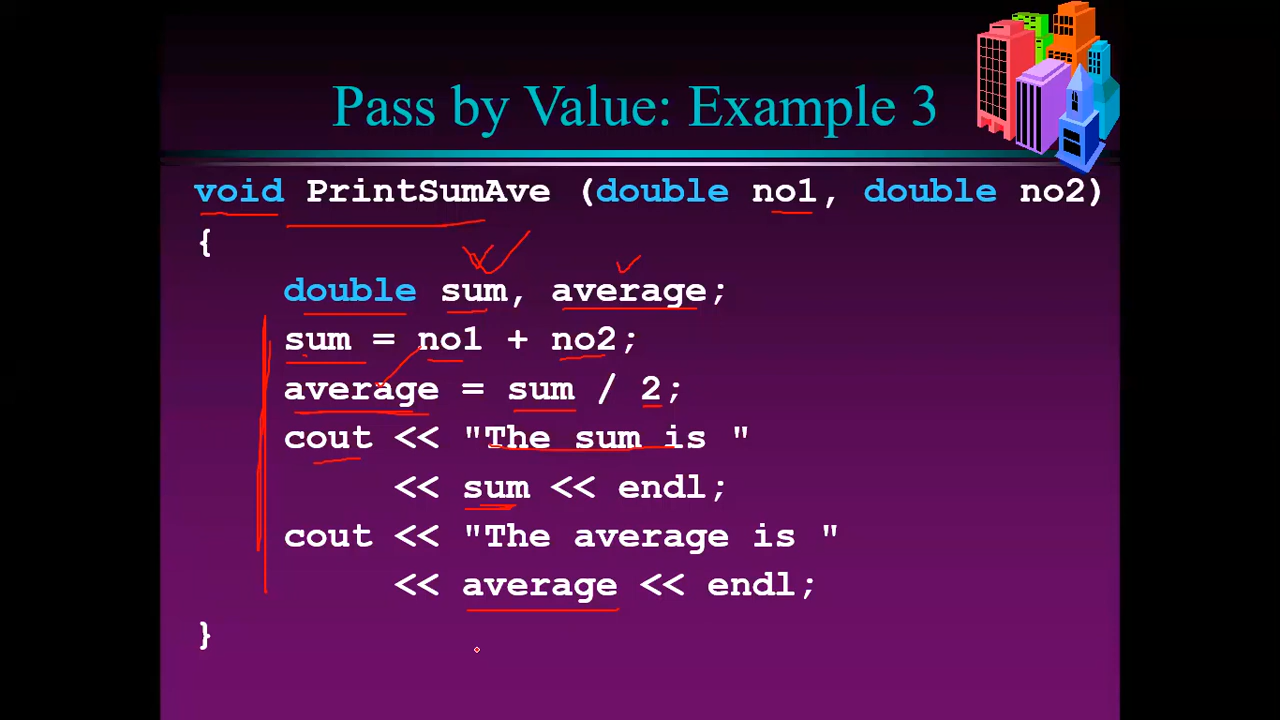 Pass by Value: Example 3
void PrintSumAve (double no1, double no2)
{
double sum, average;
sum = no1 + no2;
average = sum / 2;
cout << "The sum is "
<< sum << endl;
cout << "The average is "
<< average << endl;
}